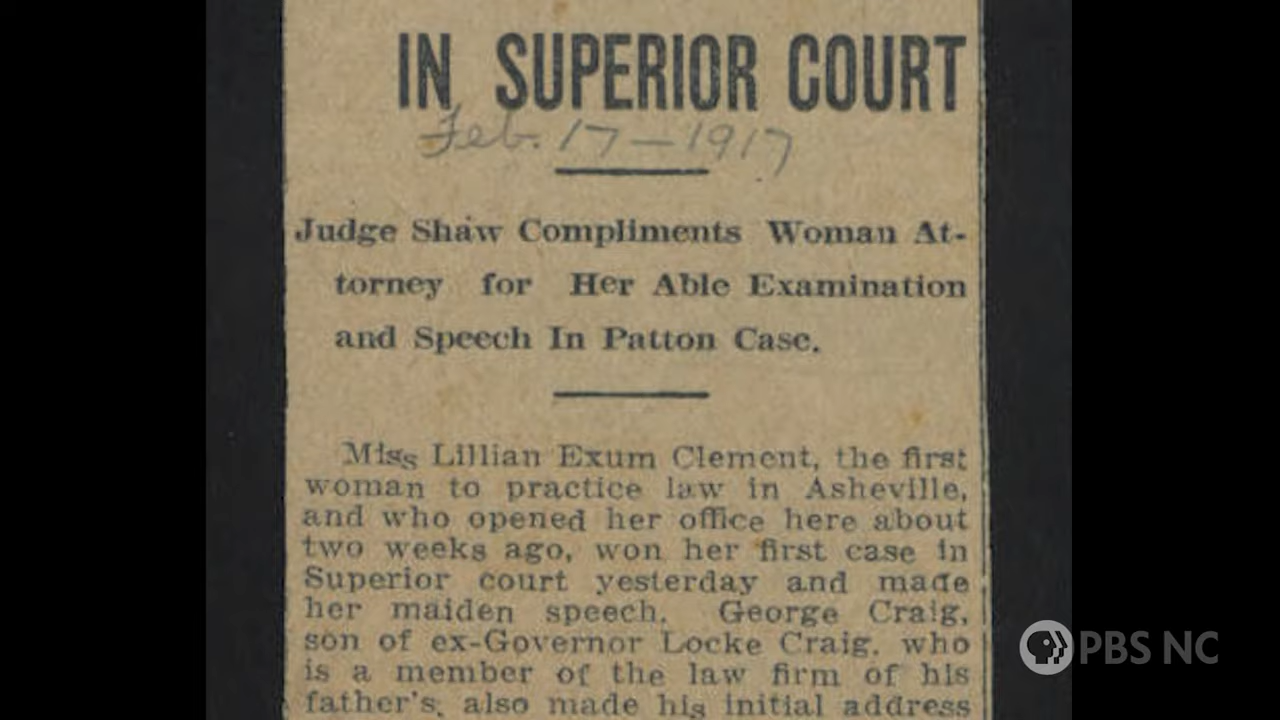 IN SUPERIOR COURT
Feb. 17-1917
Judge Shaw Compliments Woman At-
torney for Her Able Examination
and Speech In Patton Case.
Miss Lillian Exum Clement, the first
woman to practice law in Asheville,
and who opened her office here about
two weeks ago, won her first case in
Superior court yesterday and made
her maiden speech. George Craig,
son of ex-Governor Locke Craig, who
is a member of the law firm of his
father's, also made his initial address
PBS NC